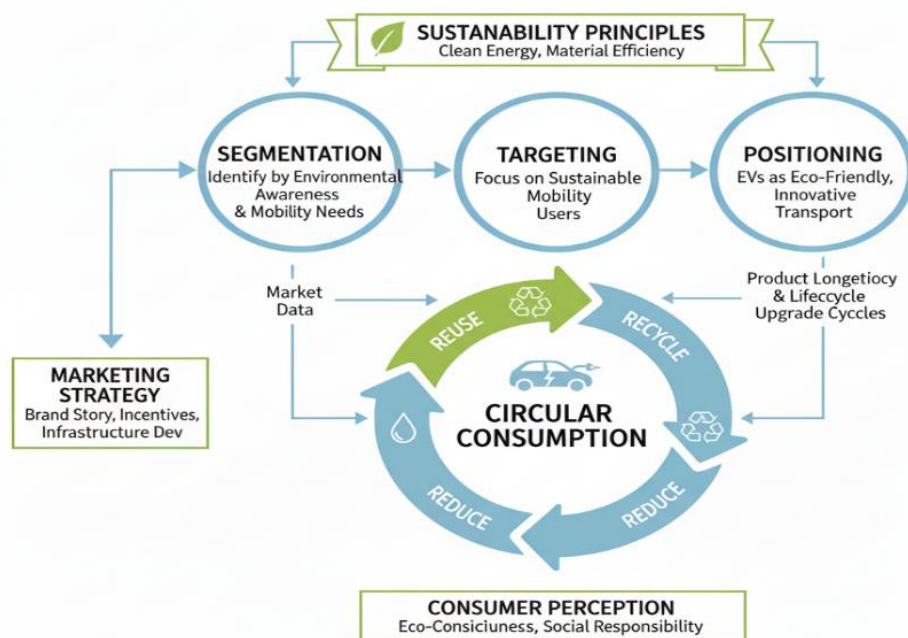 SUSTANABILITY PRINCIPLES
Clean Energy, Material Efficiency
SEGMENTATION
Identify by Environmental
Awareness
& Mobility Needs
TARGETING
Focus on Sustainable
Mobility
Users
POSITIONING
EVs as Eco-Friendly,
Innovative
Transport
Market
Data
Product Longetiocy
& Lifeccycle
Upgrade Cyccles
REUSE
RECYCLE
MARKETING
STRATEGY
Brand Story, Incentives,
Infrastructure Dev
CIRCULAR
CONSUMPTION
REDUCE
REDUCE
CONSUMER PERCEPTION
Eco-Consiciuness, Social Responsibility